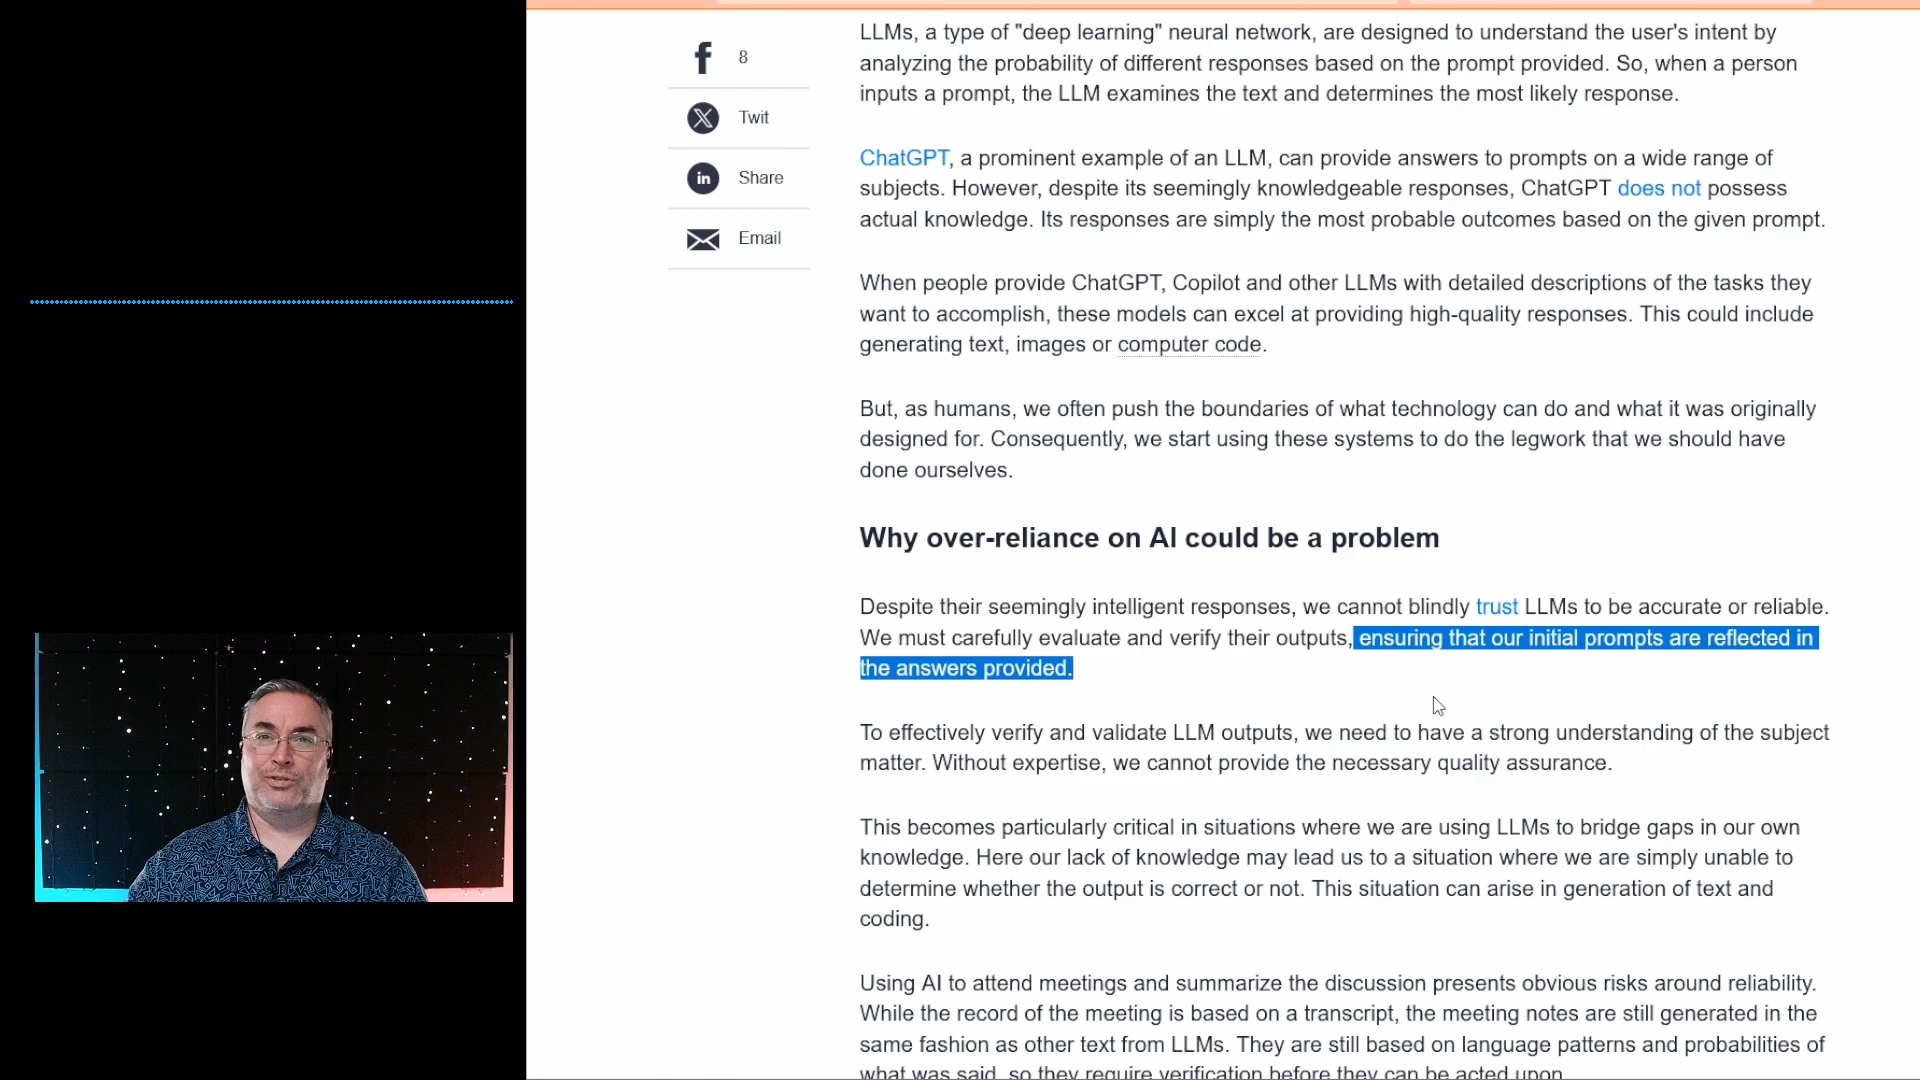 LLMs, a type of "deep learning" neural network, are designed to understand the user's intent by
analyzing the probability of different responses based on the prompt provided. So, when a person
inputs a prompt, the LLM examines the text and determines the most likely response.
8
Twit
Share
Email
ChatGPT, a prominent example of an LLM, can provide answers to prompts on a wide range of
subjects. However, despite its seemingly knowledgeable responses, ChatGPT does not possess
actual knowledge. Its responses are simply the most probable outcomes based on the given prompt.
When people provide ChatGPT, Copilot and other LLMs with detailed descriptions of the tasks they
want to accomplish, these models can excel at providing high-quality responses. This could include
generating text, images or computer code.
But, as humans, we often push the boundaries of what technology can do and what it was originally
designed for. Consequently, we start using these systems to do the legwork that we should have
done ourselves.
Why over-reliance on AI could be a problem
Despite their seemingly intelligent responses, we cannot blindly trust LLMs to be accurate or reliable.
We must carefully evaluate and verify their outputs, ensuring that our initial prompts are reflected in
the answers provided.
To effectively verify and validate LLM outputs, we need to have a strong understanding of the subject
matter. Without expertise, we cannot provide the necessary quality assurance.
This becomes particularly critical in situations where we are using LLMs to bridge gaps in our own
knowledge. Here our lack of knowledge may lead us to a situation where we are simply unable to
determine whether the output is correct or not. This situation can arise in generation of text and
coding.
Using AI to attend meetings and summarize the discussion presents obvious risks around reliability.
While the record of the meeting is based on a transcript, the meeting notes are still generated in the
same fashion as other text from LLMs. They are still based on language patterns and probabilities of
what was said, so they require verification before they can be acted upon.